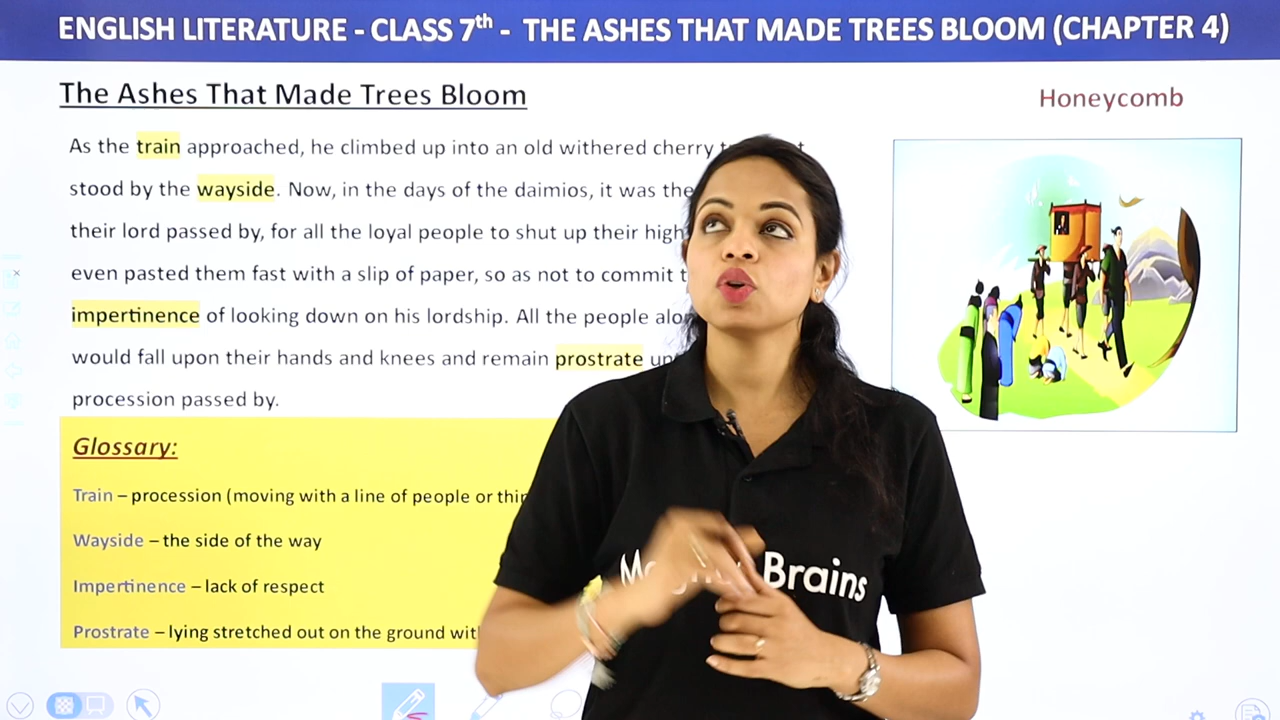 ENGLISH LITERATURE - CLASS 7th - THE ASHES THAT MADE TREES BLOOM (CHAPTER 4)
The Ashes That Made Trees Bloom
Honeycomb
As the train approached, he climbed up into an old withered cherry
stood by the wayside. Now, in the days of the daimios, it was the
their lord passed by, for all the loyal people to shut up their high
even pasted them fast with a slip of paper, so as not to commit
impertinence of looking down on his lordship. All the people
would fall upon their hands and knees and remain prostrate
procession passed by.
Glossary:
Train – procession (moving with a line of people or
Wayside – the side of the way
Impertinence – lack of respect
Prostrate – lying stretched out on the ground
Brains